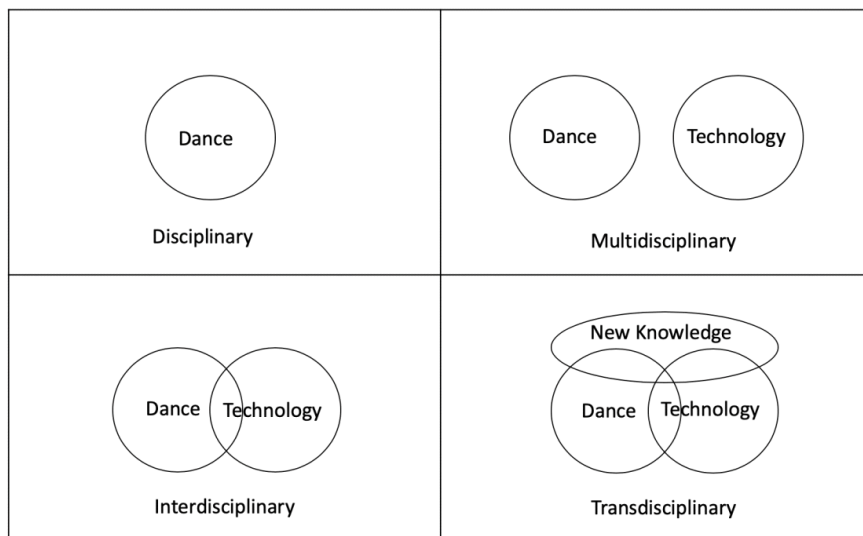 Dance
Disciplinary
Dance
Technology
Multidisciplinary
Dance
Technology
Interdisciplinary
New Knowledge
Dance
Technology
Transdisciplinary